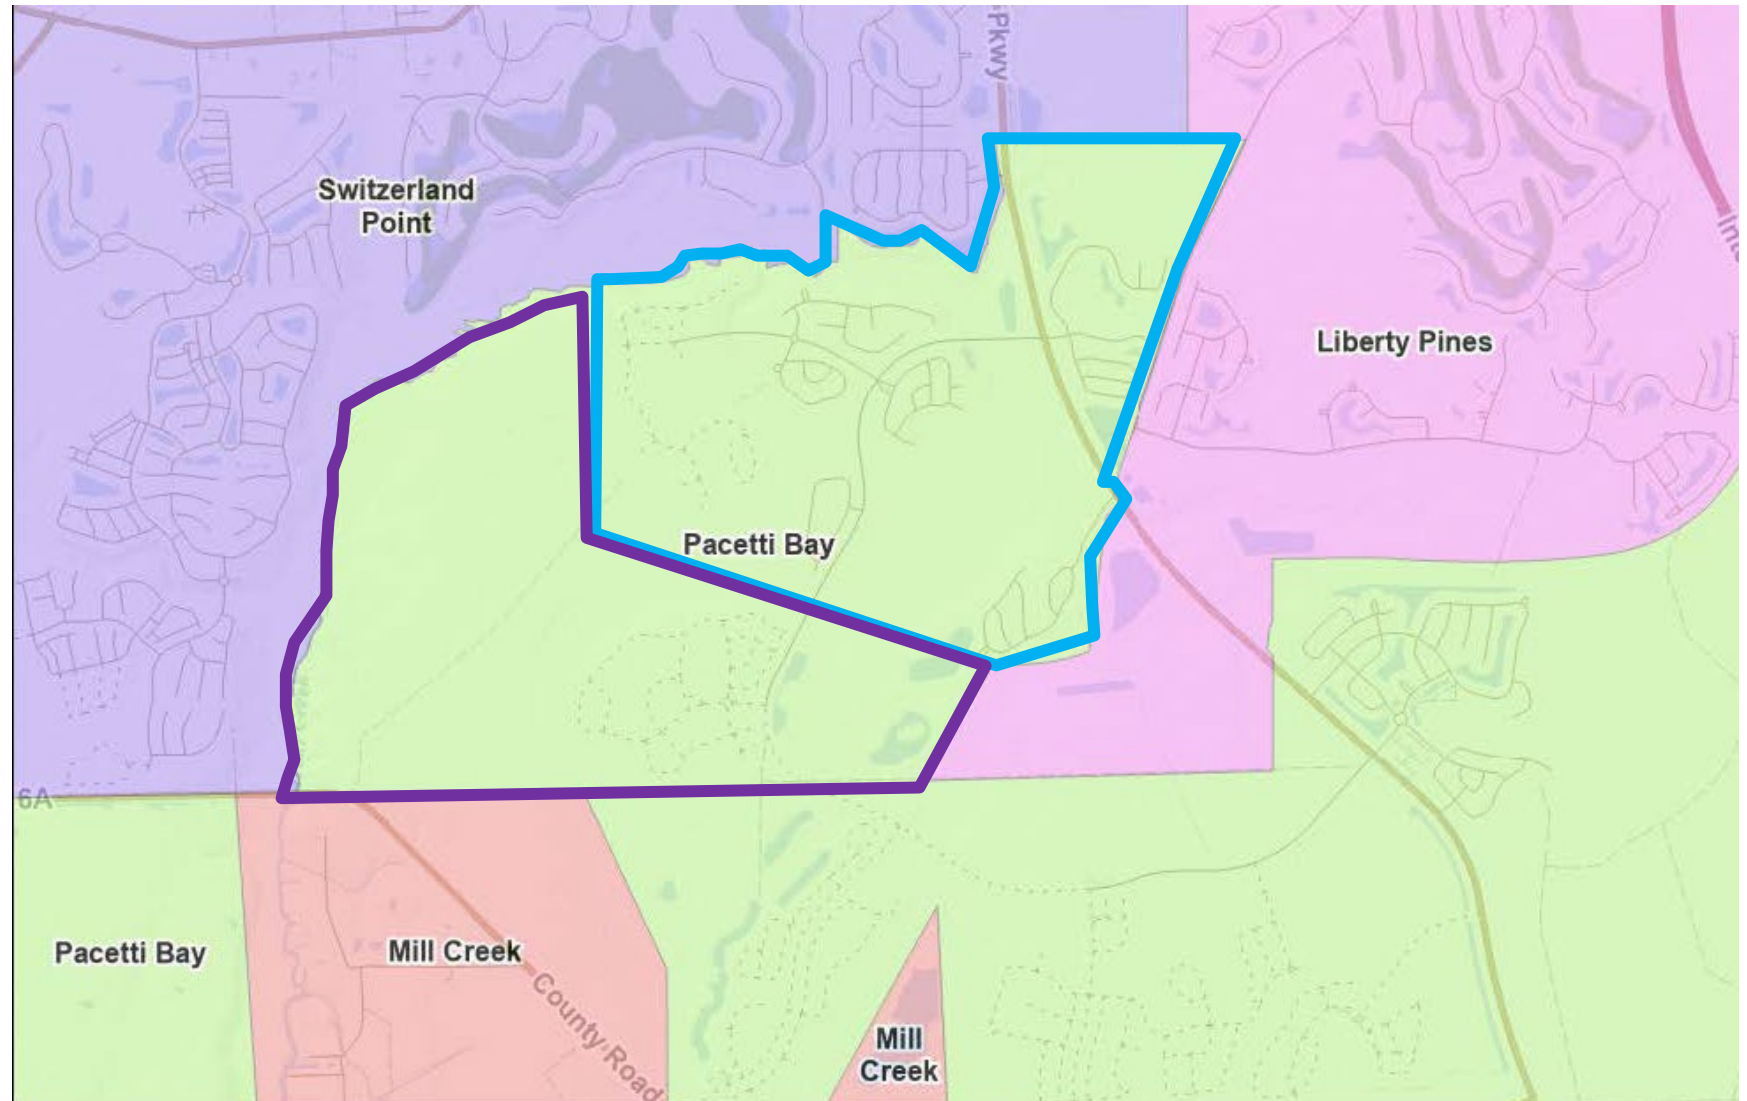 Pkwy
Switzerland
Point
Liberty Pines
Pacetti Bay
6A
Pacetti Bay
Mill Creek
County Road
Mill
Creek